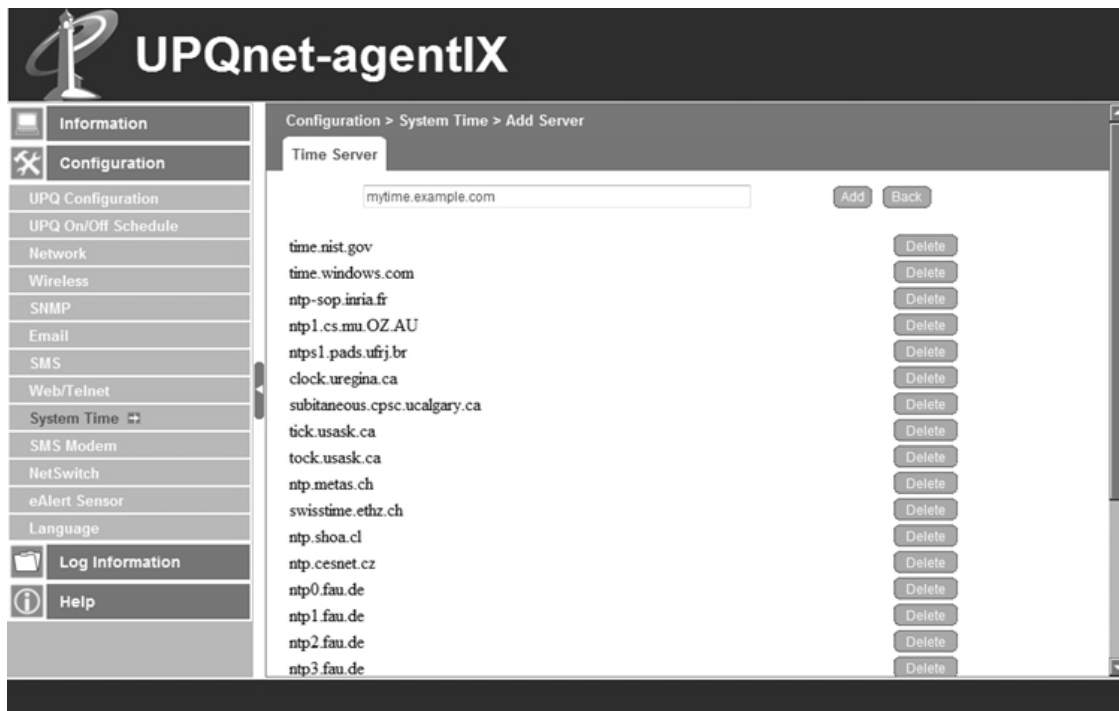 UPQnet-agentIX
Information
Configuration
UPQ Configuration
UPQ On/Off Schedule
Network
Wireless
SNMP
Email
SMS
Web/Telnet
System Time
SMS Modem
NetSwitch
eAlert Sensor
Language
Log Information
Help
Configuration > System Time > Add Server
Time Server
mytime.example.com Add Back
time.nist.gov Delete
time.windows.com Delete
ntp-sop.inria.fr Delete
ntp1.cs.mu.OZ.AU Delete
ntps1.pads.ufrj.br Delete
clock.uregina.ca Delete
subitaneous.cpsc.ucalgary.ca Delete
tick.usask.ca Delete
tock.usask.ca Delete
ntp.metas.ch Delete
swisstime.ethz.ch Delete
ntp.shoa.cl Delete
ntp.cesnet.cz Delete
ntp0.fau.de Delete
ntp1.fau.de Delete
ntp2.fau.de Delete
ntp3.fau.de Delete